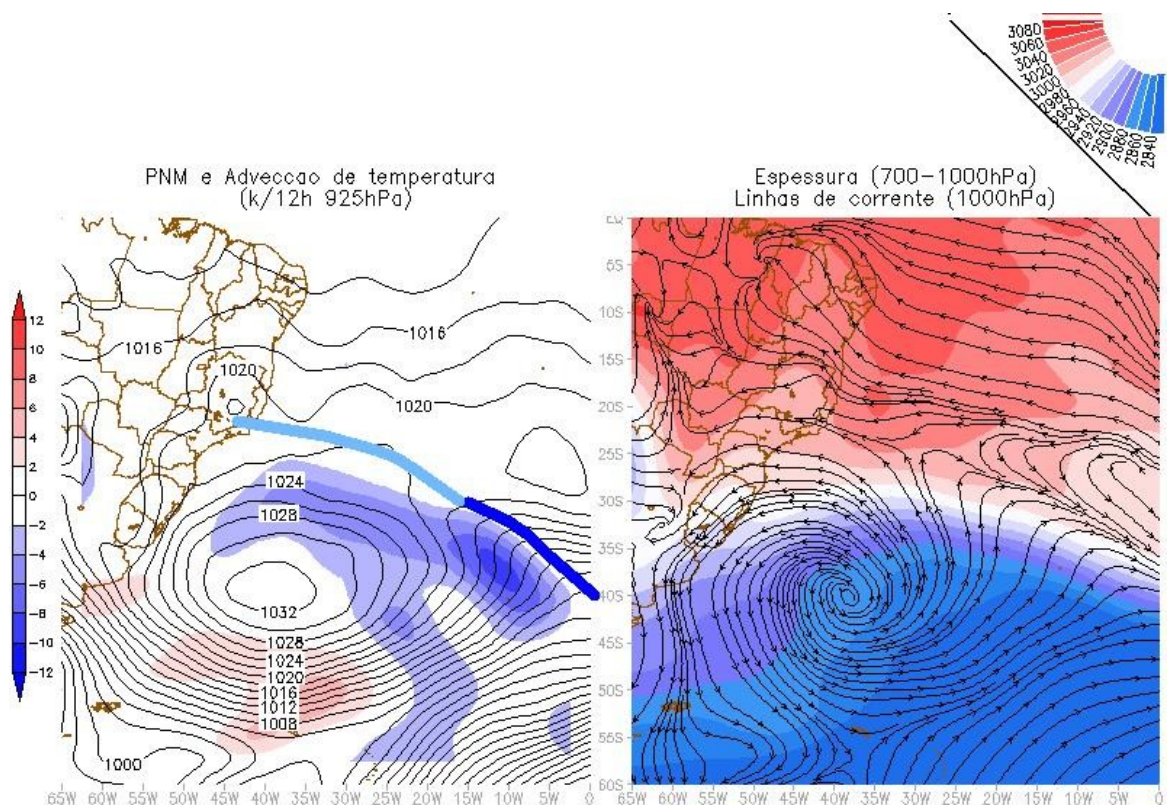 3080
3060
3040
3020
3000
2980
2960
2940
2920
2900
2880
2860
2840
PNM e Adveccao de temperatura
(k/12h 925hPa)
Espessura (700-1000hPa)
Linhas de corrente (1000hPa)
12
10
8
6
4
2
0
-2
-4
-6
-8
-10
-12
1016
1016
1020
1020
1024
1028
1032
1028
1024
1020
1016
1012
1008
1000
65W 60W 55W 50W 45W 40W 35W 30W 25W 20W 15W 10W 5W 0
EQ
5S
10S
15S
20S
25S
30S
35S
40S
45S
50S
55S
60S
65W 60W 55W 50W 45W 40W 35W 30W 25W 20W 15W 10W 5W 0